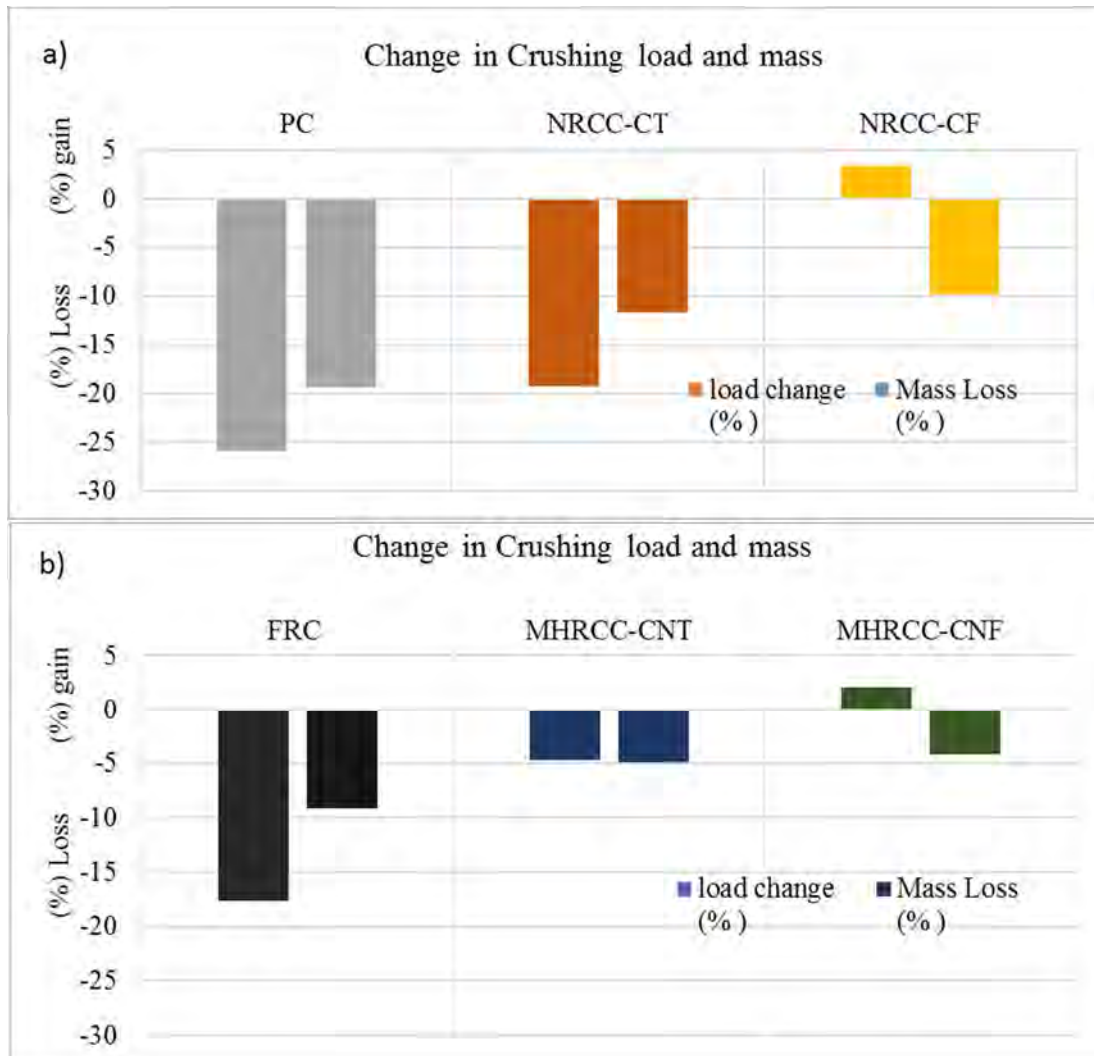 a)
Change in Crushing load and mass
PC NRCC-CT NRCC-CF
(%) gain
(%) Loss
5
0
-5
-10
-15
-20
-25
-30
load change (% )
Mass Loss (% )
b)
Change in Crushing load and mass
FRC MHRCC-CNT MHRCC-CNF
(%) gain
(%) Loss
5
0
-5
-10
-15
-20
-25
-30
load change (% )
Mass Loss (% )